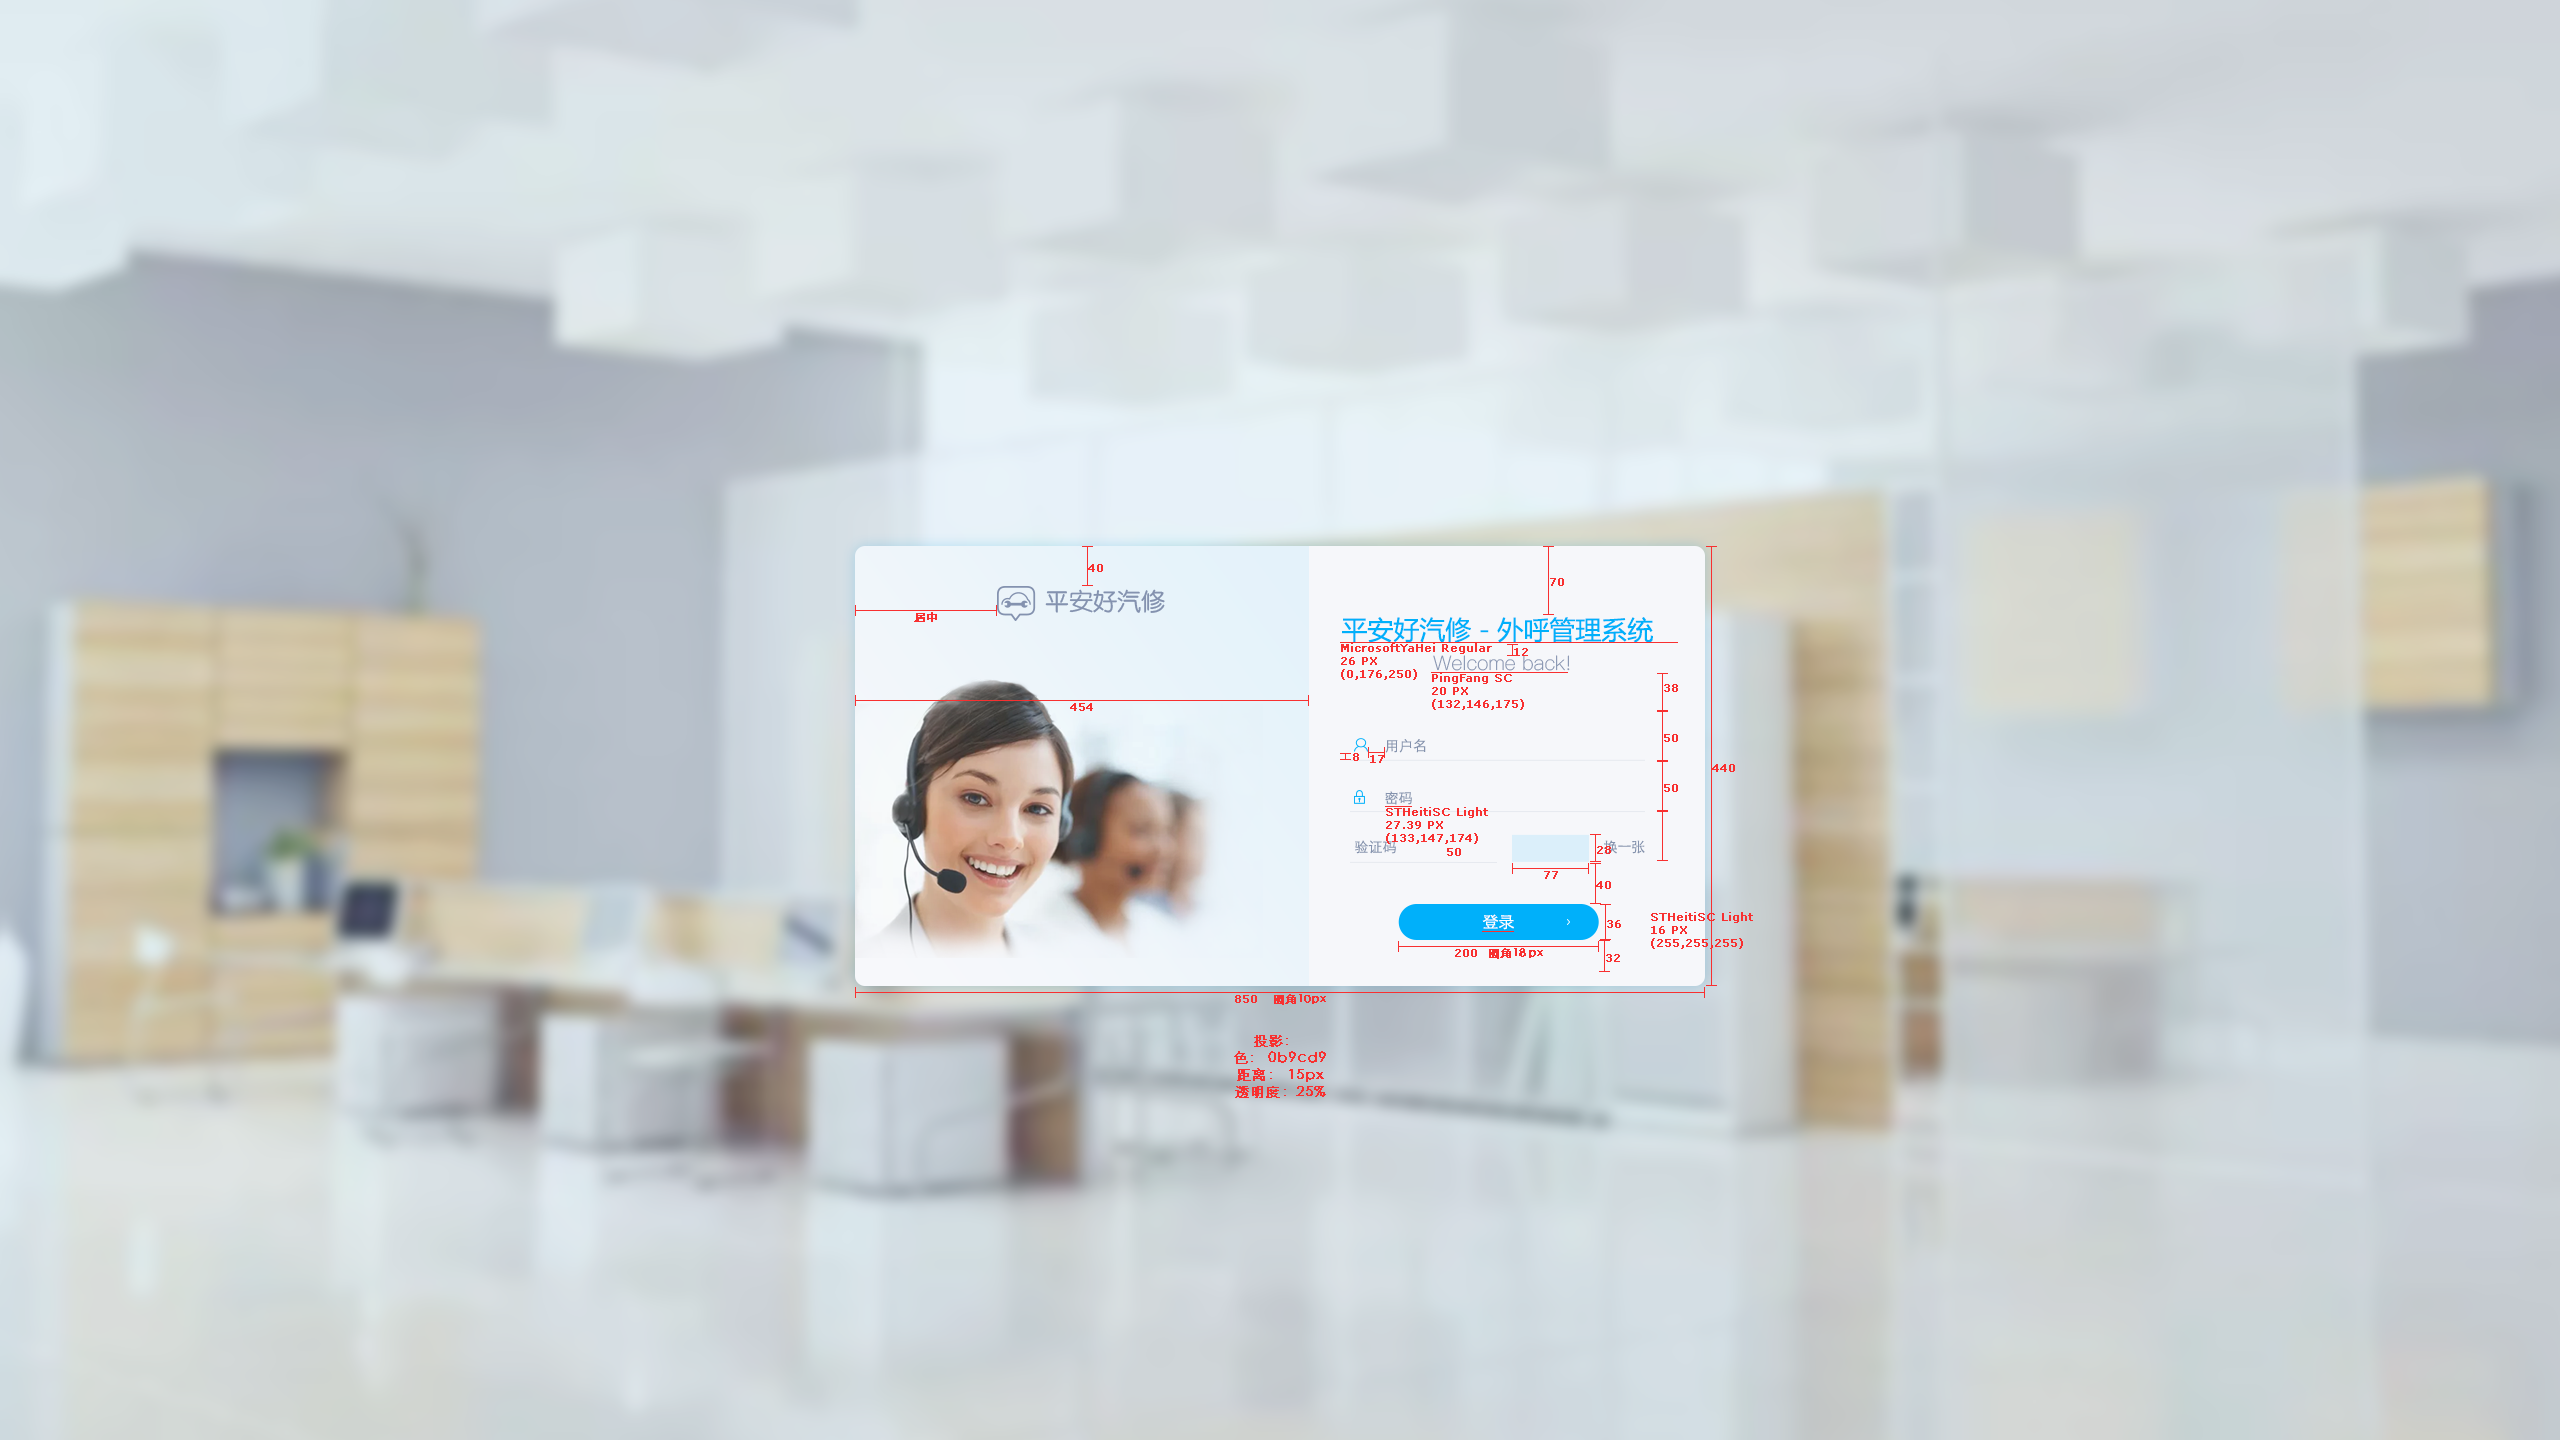 40
平安好汽修
居中
454
70
平安好汽修 - 外呼管理系统
MicrosoftYaHei Regular
26 PX
(0,176,250)
12
Welcome back!
PingFang SC
20 PX
(132,146,175)
38
用户名
8
17
50
密码
50
STHeitiSC Light
27.39 PX
(133,147,174)
验证码
50
28
换一张
77
40
登录
36
STHeitiSC Light
16 PX
(255,255,255)
200 圆角18px
32
440
850 圆角10px
投影:
色: 0b9cd9
距离: 15px
透明度: 25%